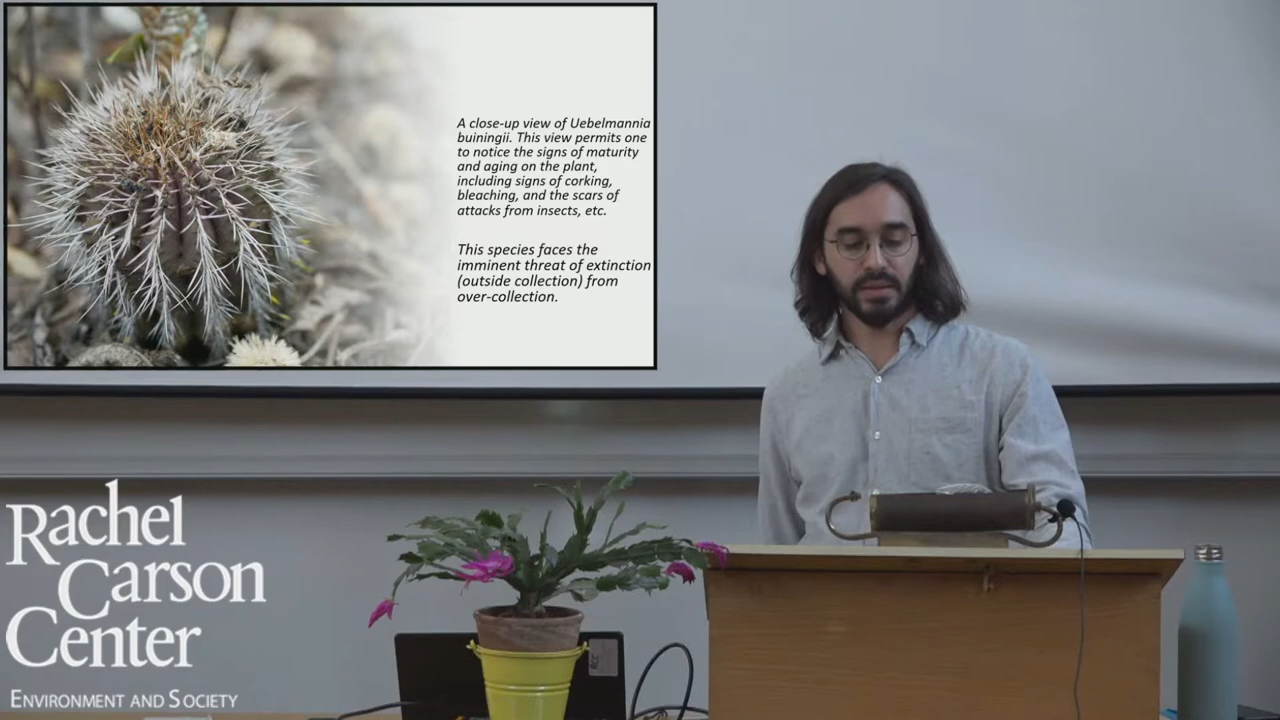 A close-up view of Uebelmannia
buiningii. This view permits one
to notice the signs of maturity
and aging on the plant,
including signs of corking,
bleaching, and the scars of
attacks from insects, etc.
This species faces the
imminent threat of extinction
(outside collection) from
over-collection.
Rachel
Carson
Center
ENVIRONMENT AND SOCIETY